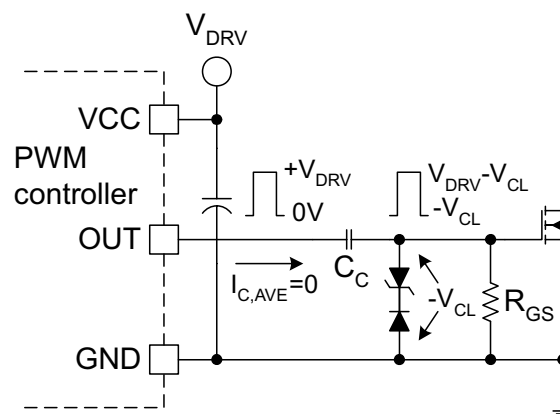 V_DRV
VCC
PWM
controller
+V_DRV
0V
V_DRV-V_CL
-V_CL
OUT
C_C
I_C,AVE=0
-V_CL
R_GS
GND